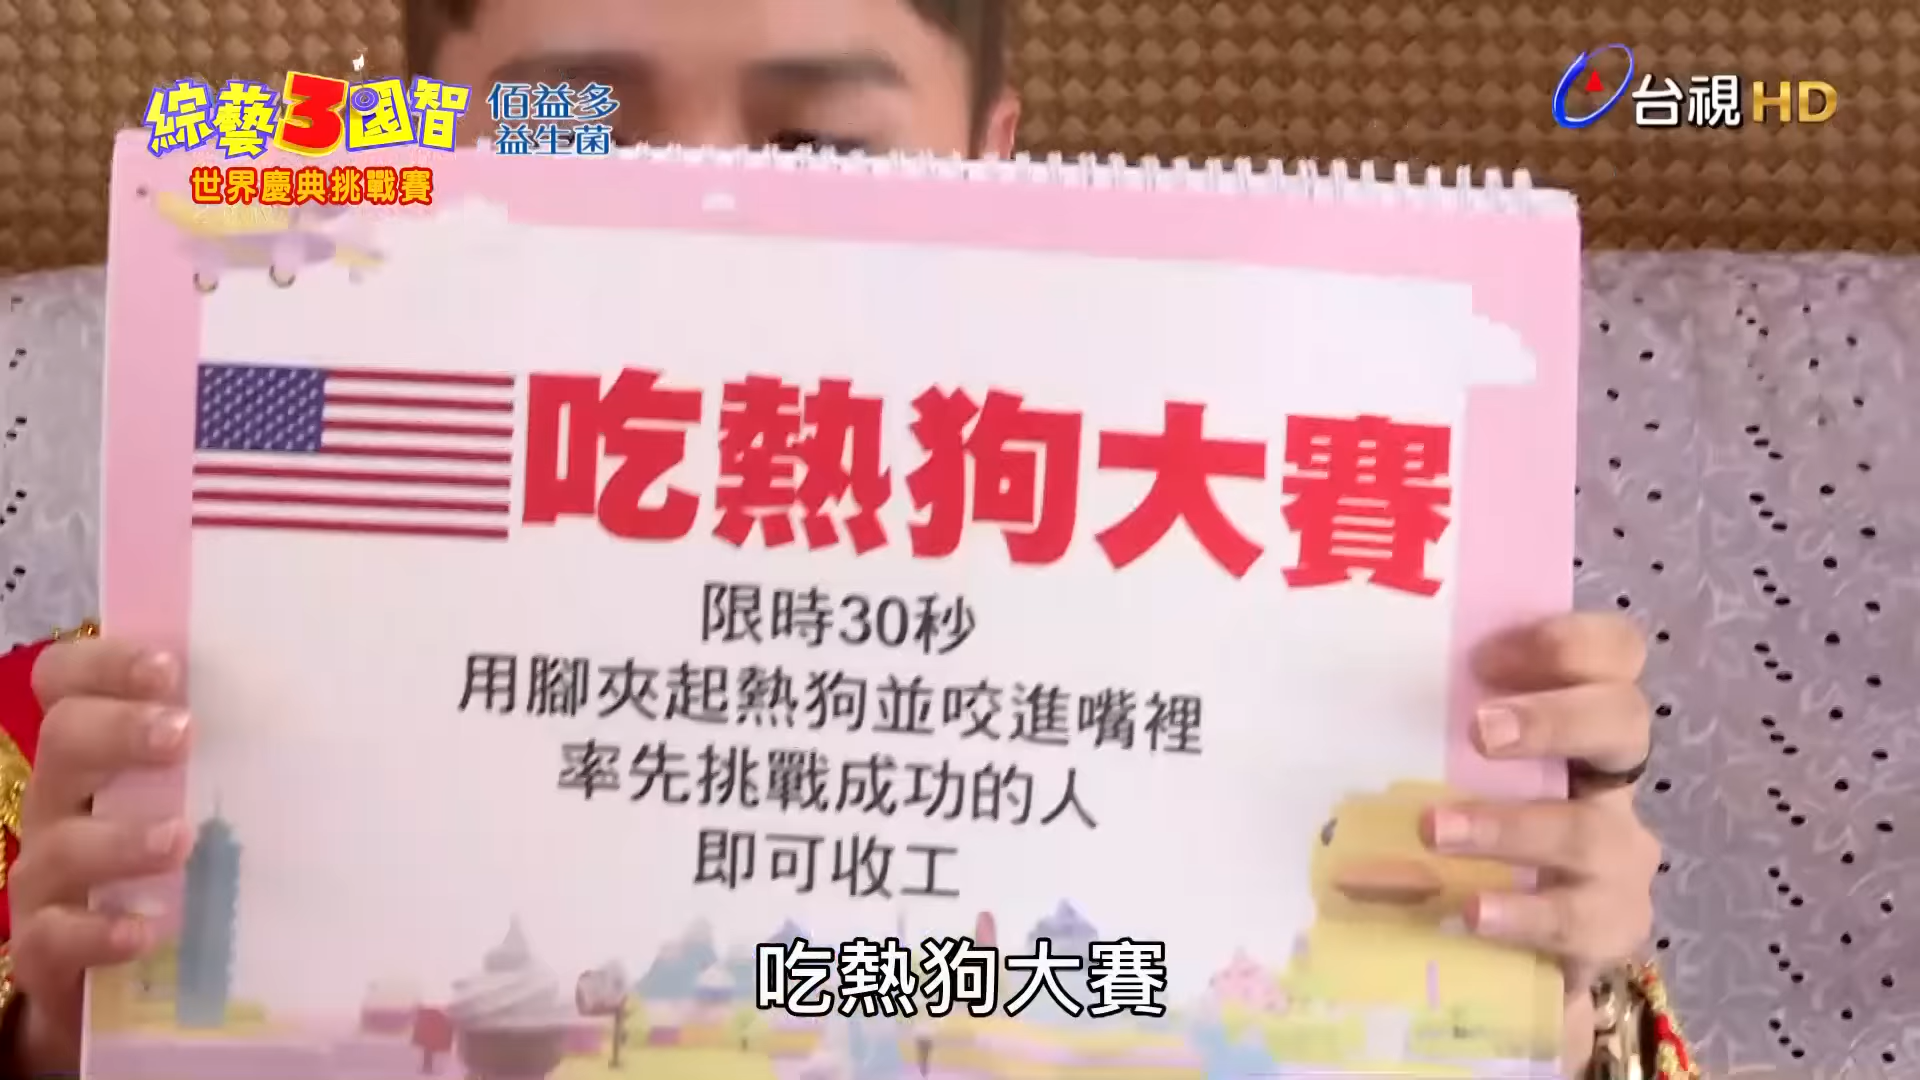 綜藝3國智
世界慶典挑戰賽
佰益多
益生菌
台視HD
吃熱狗大賽
限時30秒
用腳夾起熱狗並咬進嘴裡
率先挑戰成功的人
即可收工
吃熱狗大賽